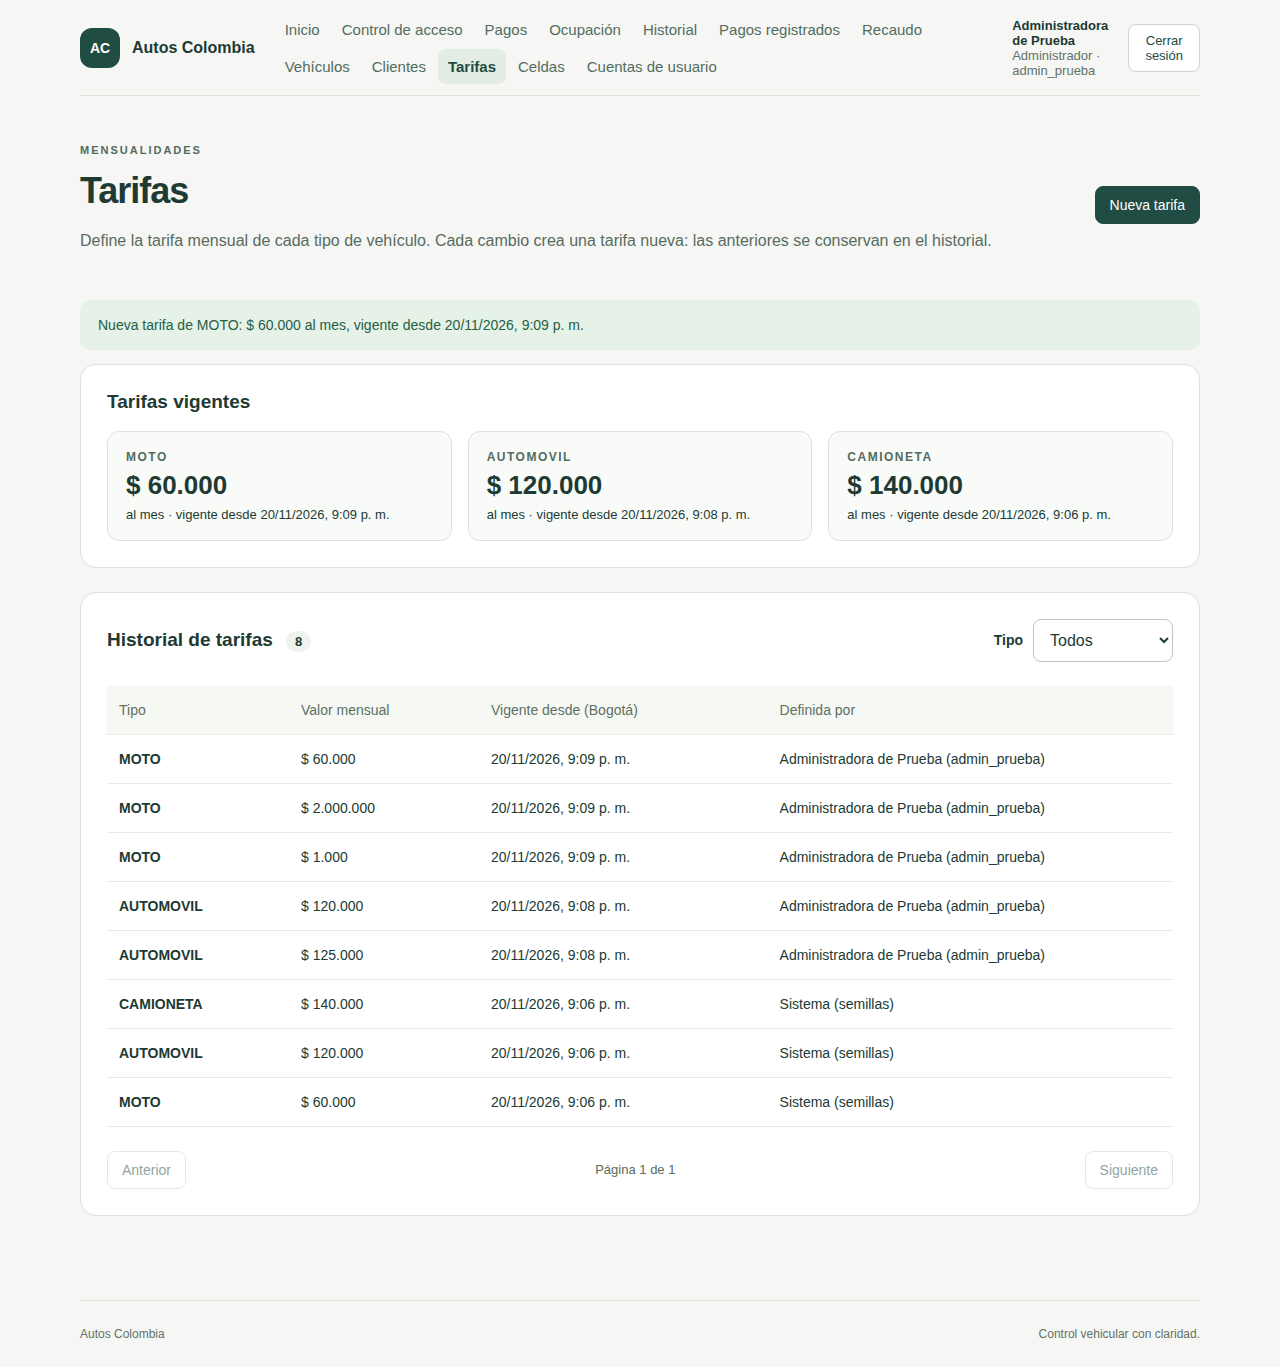 AC
Autos Colombia
Inicio Control de acceso Pagos Ocupación Historial Pagos registrados Recaudo
Vehículos Clientes Tarifas Celdas Cuentas de usuario
Administradora
de Prueba
Administrador ·
admin_prueba
Cerrar
sesión
MENSUALIDADES
Tarifas
Nueva tarifa
Define la tarifa mensual de cada tipo de vehículo. Cada cambio crea una tarifa nueva: las anteriores se conservan en el historial.
Nueva tarifa de MOTO: $ 60.000 al mes, vigente desde 20/11/2026, 9:09 p. m.
Tarifas vigentes
MOTO
$ 60.000
al mes · vigente desde 20/11/2026, 9:09 p. m.
AUTOMOVIL
$ 120.000
al mes · vigente desde 20/11/2026, 9:08 p. m.
CAMIONETA
$ 140.000
al mes · vigente desde 20/11/2026, 9:06 p. m.
Historial de tarifas 8
Tipo Todos
Tipo Valor mensual Vigente desde (Bogotá) Definida por
MOTO $ 60.000 20/11/2026, 9:09 p. m. Administradora de Prueba (admin_prueba)
MOTO $ 2.000.000 20/11/2026, 9:09 p. m. Administradora de Prueba (admin_prueba)
MOTO $ 1.000 20/11/2026, 9:09 p. m. Administradora de Prueba (admin_prueba)
AUTOMOVIL $ 120.000 20/11/2026, 9:08 p. m. Administradora de Prueba (admin_prueba)
AUTOMOVIL $ 125.000 20/11/2026, 9:08 p. m. Administradora de Prueba (admin_prueba)
CAMIONETA $ 140.000 20/11/2026, 9:06 p. m. Sistema (semillas)
AUTOMOVIL $ 120.000 20/11/2026, 9:06 p. m. Sistema (semillas)
MOTO $ 60.000 20/11/2026, 9:06 p. m. Sistema (semillas)
Anterior Página 1 de 1 Siguiente
Autos Colombia Control vehicular con claridad.